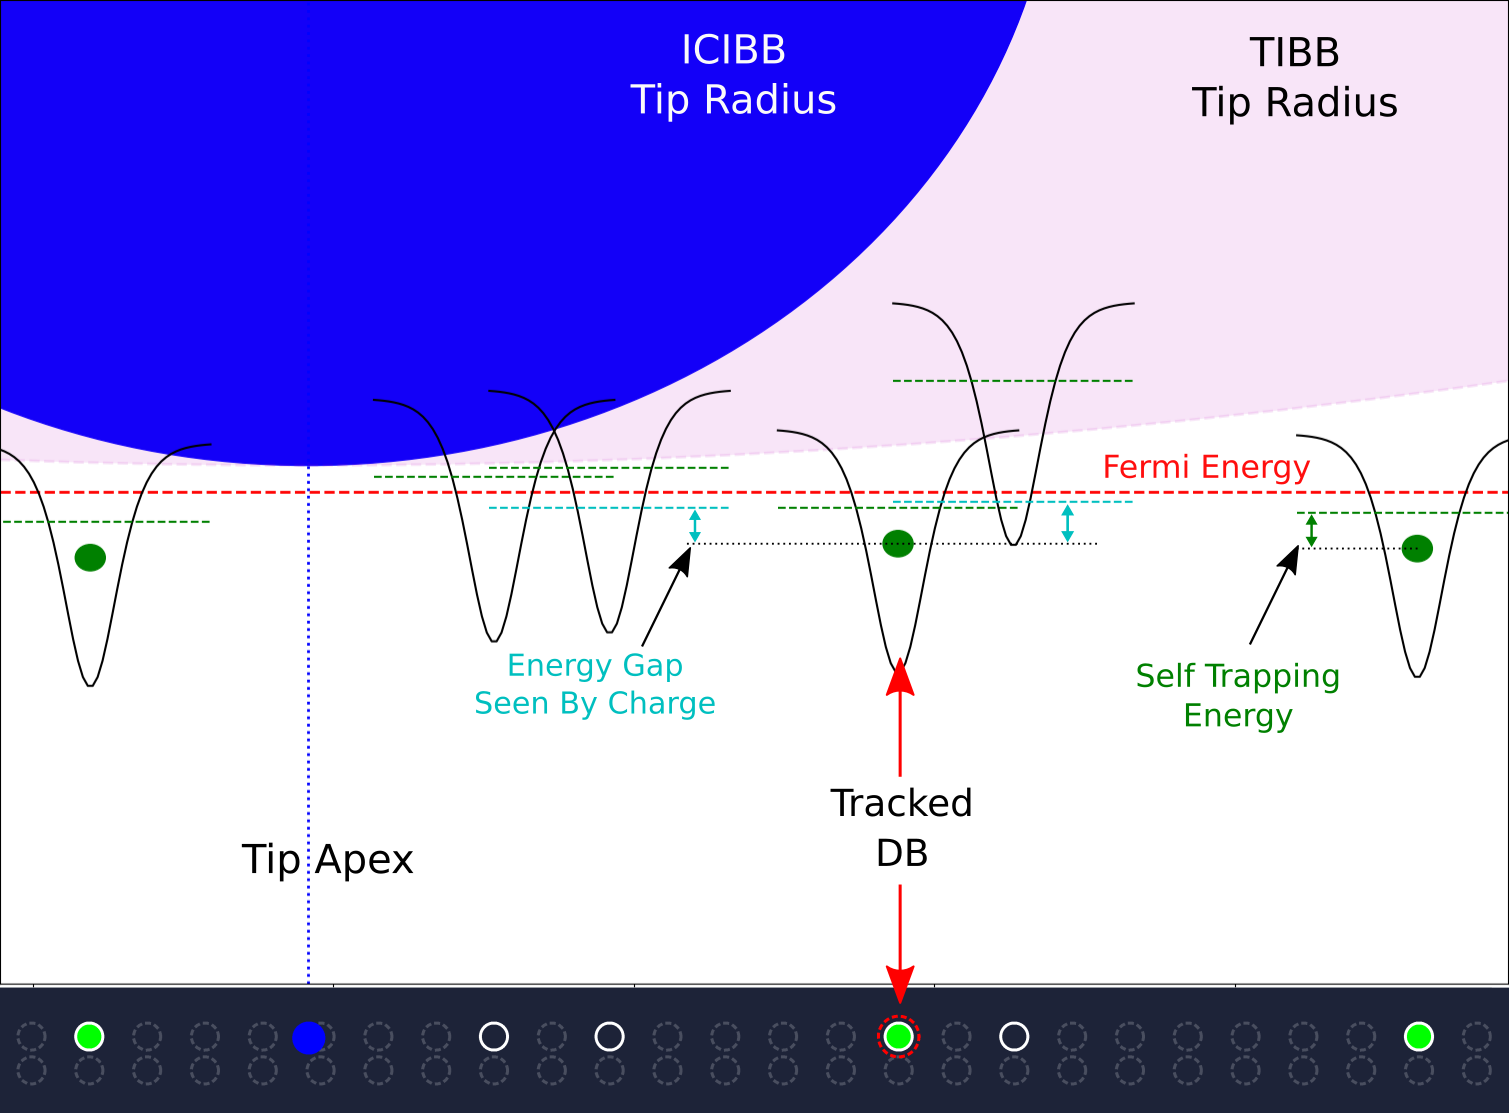 ICIBB
Tip Radius
TIBB
Tip Radius
Fermi Energy
Energy Gap
Seen By Charge
Self Trapping
Energy
Tracked
DB
Tip Apex